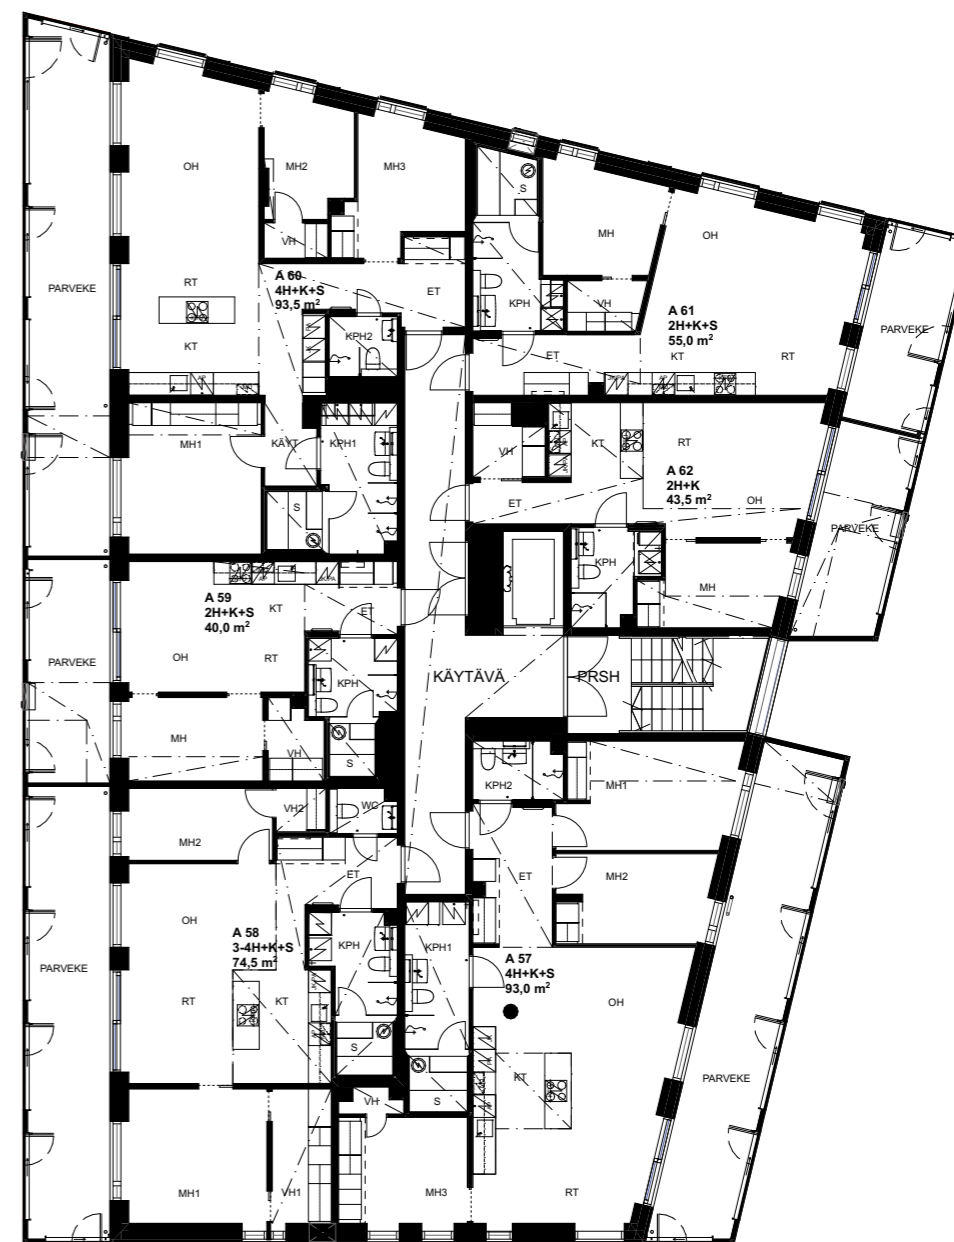 OH
MH2
MH3
VH
A 60
4H+K+S
93,5 m²
ET
RT
PARVEKE
KPH2
KT
MH1
KÄYT
KPH1
S
S
MH
OH
KPH
VH
A 61
2H+K+S
55,0 m²
PARVEKE
ET
KT
RT
VH
KT
RT
A 62
2H+K
43,5 m²
OH
ET
PARVEKE
KPH
MH
A 59
2H+K+S
40,0 m²
KT
ET
OH
RT
PARVEKE
KPH
MH
VH
S
KÄYTÄVÄ
PRSH
VH2
WC
MH2
ET
OH
A 58
3-4H+K+S
74,5 m²
KPH
PARVEKE
RT
KT
S
MH1
VH1
KPH2
MH1
ET
MH2
KPH1
A 57
4H+K+S
93,0 m²
OH
KT
PARVEKE
S
VH
MH3
RT